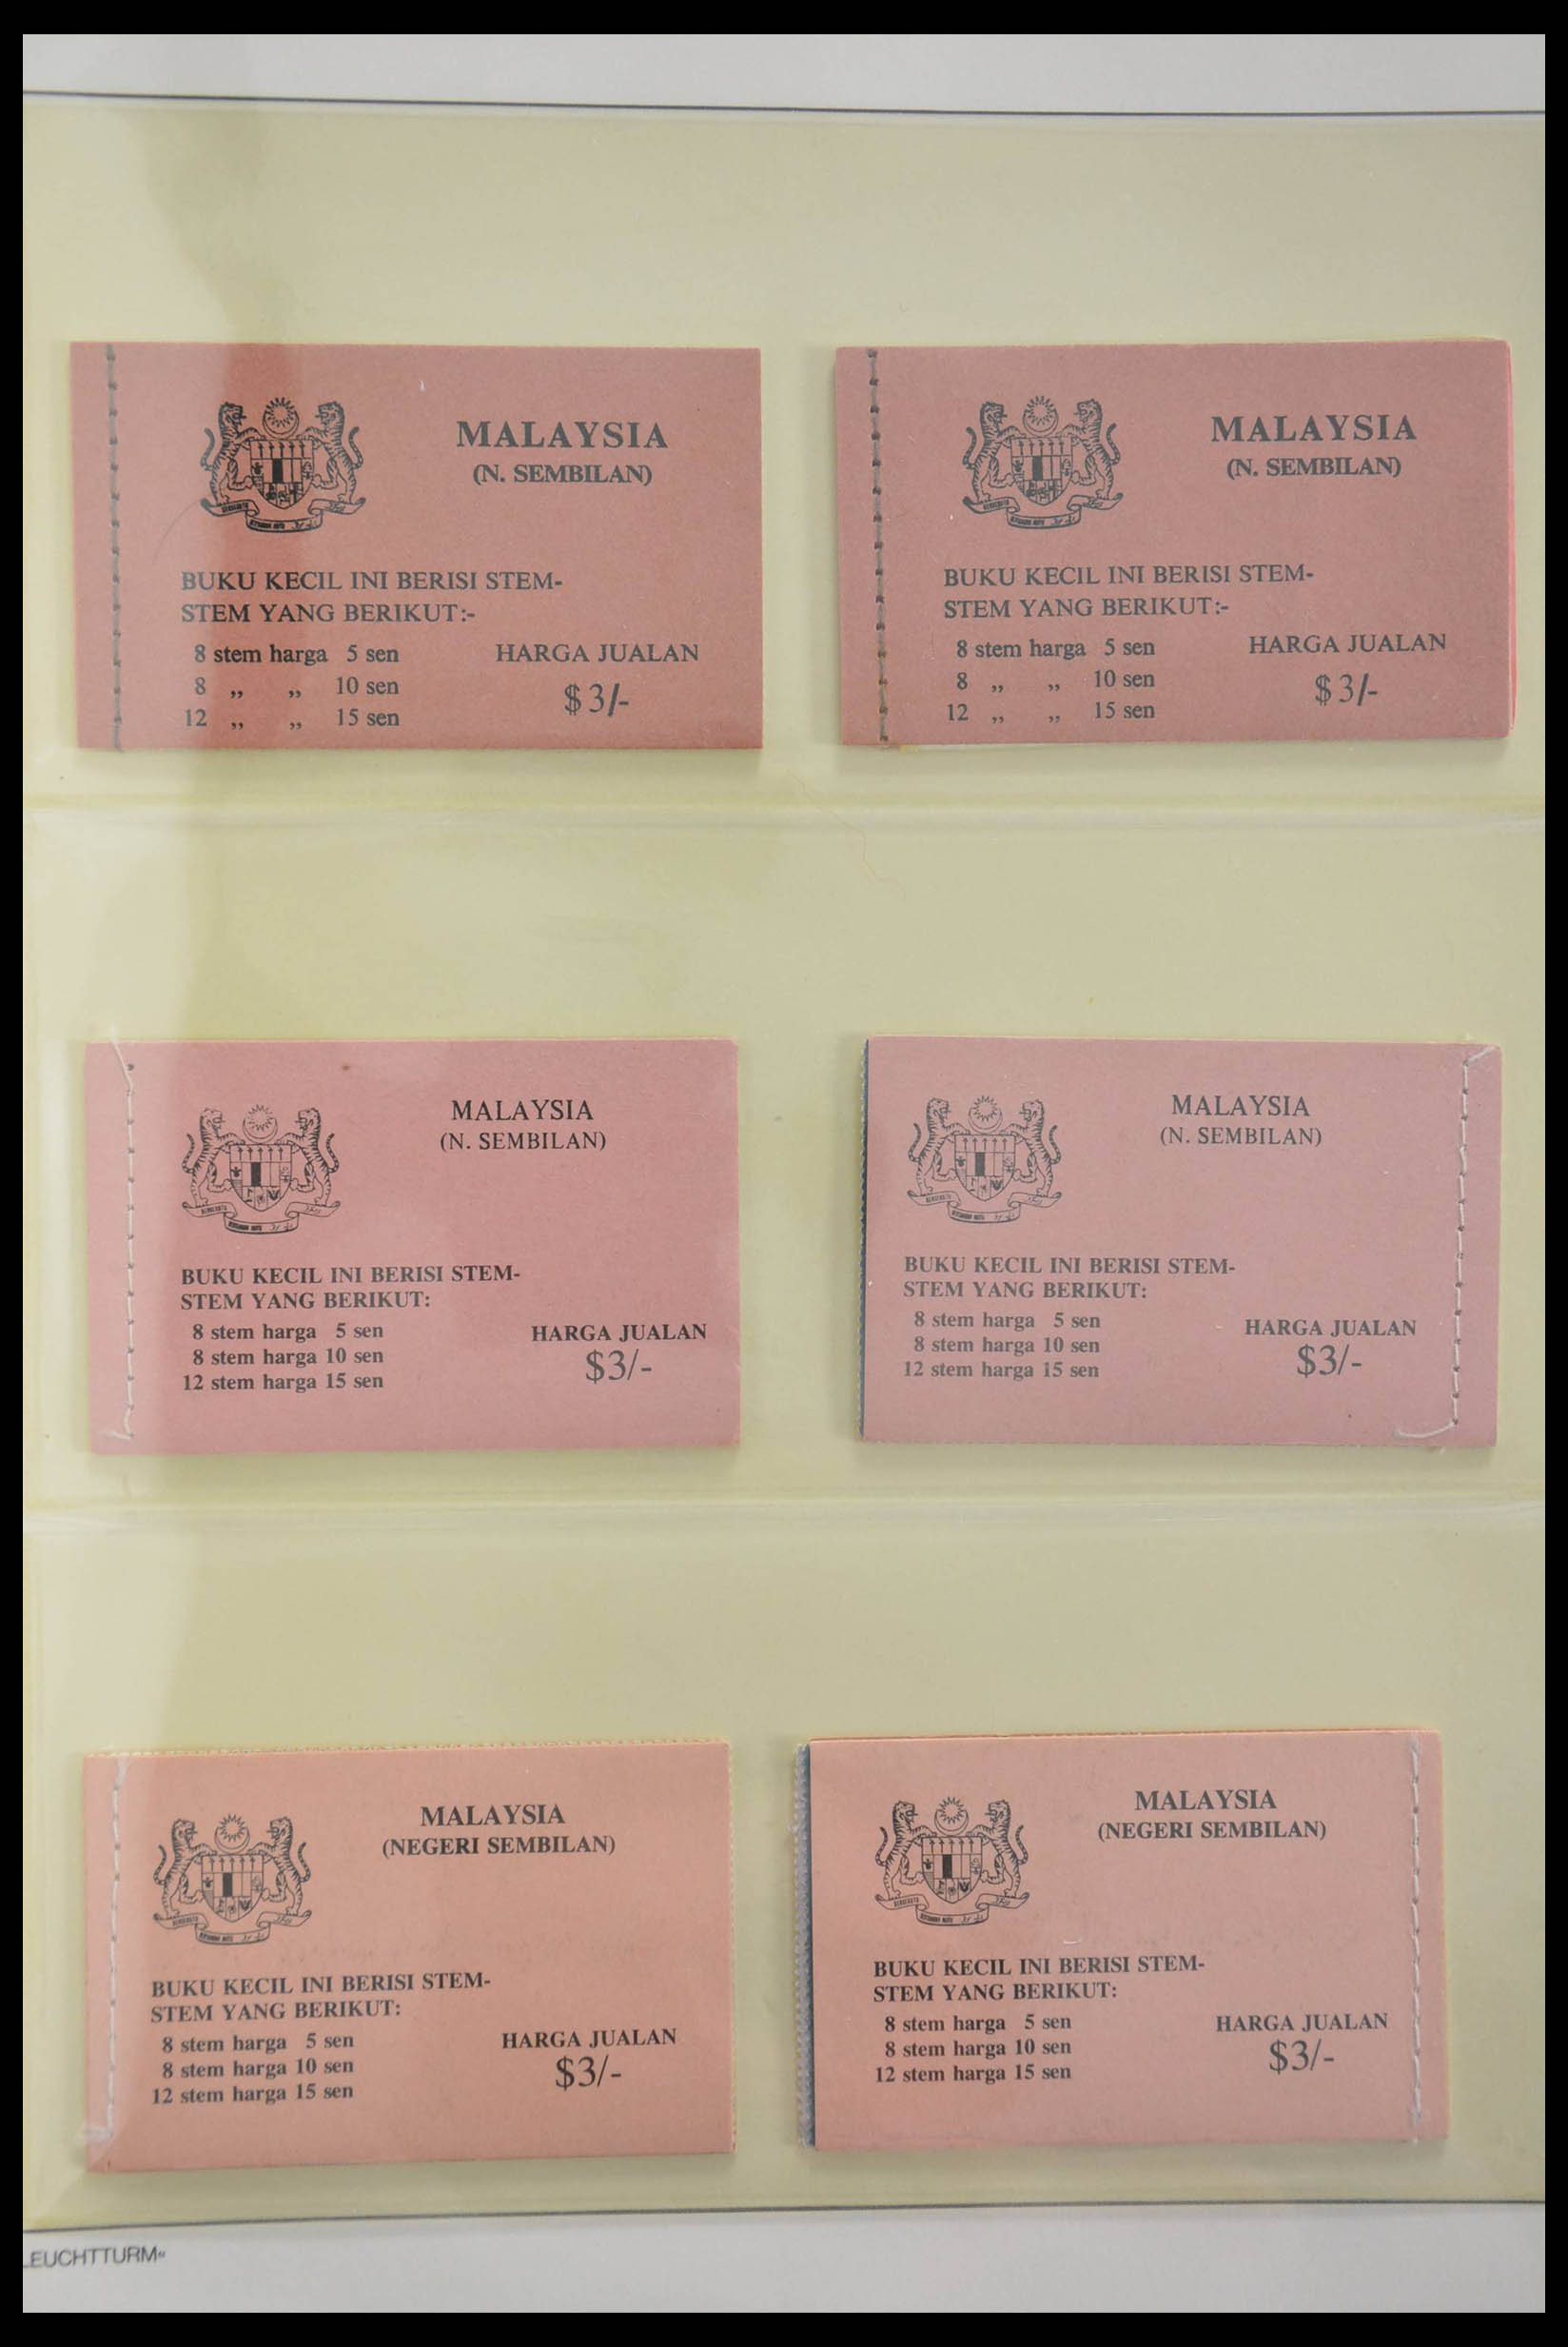 MALAYSIA
(N. SEMBILAN)
BUKU KECIL INI BERISI STEM-
STEM YANG BERIKUT:-
8 stem harga 5 sen
8 ,, ,, 10 sen
12 ,, ,, 15 sen
HARGA JUALAN
$3/-
MALAYSIA
(N. SEMBILAN)
BUKU KECIL INI BERISI STEM-
STEM YANG BERIKUT:-
8 stem harga 5 sen
8 ,, ,, 10 sen
12 ,, ,, 15 sen
HARGA JUALAN
$3/-
MALAYSIA
(N. SEMBILAN)
BUKU KECIL INI BERISI STEM-
STEM YANG BERIKUT:
8 stem harga 5 sen
8 stem harga 10 sen
12 stem harga 15 sen
HARGA JUALAN
$3/-
MALAYSIA
(N. SEMBILAN)
BUKU KECIL INI BERISI STEM-
STEM YANG BERIKUT:
8 stem harga 5 sen
8 stem harga 10 sen
12 stem harga 15 sen
HARGA JUALAN
$3/-
MALAYSIA
(NEGERI SEMBILAN)
BUKU KECIL INI BERISI STEM-
STEM YANG BERIKUT:
8 stem harga 5 sen
8 stem harga 10 sen
12 stem harga 15 sen
HARGA JUALAN
$3/-
MALAYSIA
(NEGERI SEMBILAN)
BUKU KECIL INI BERISI STEM-
STEM YANG BERIKUT:
8 stem harga 5 sen
8 stem harga 10 sen
12 stem harga 15 sen
HARGA JUALAN
$3/-
EUCHTTURM«